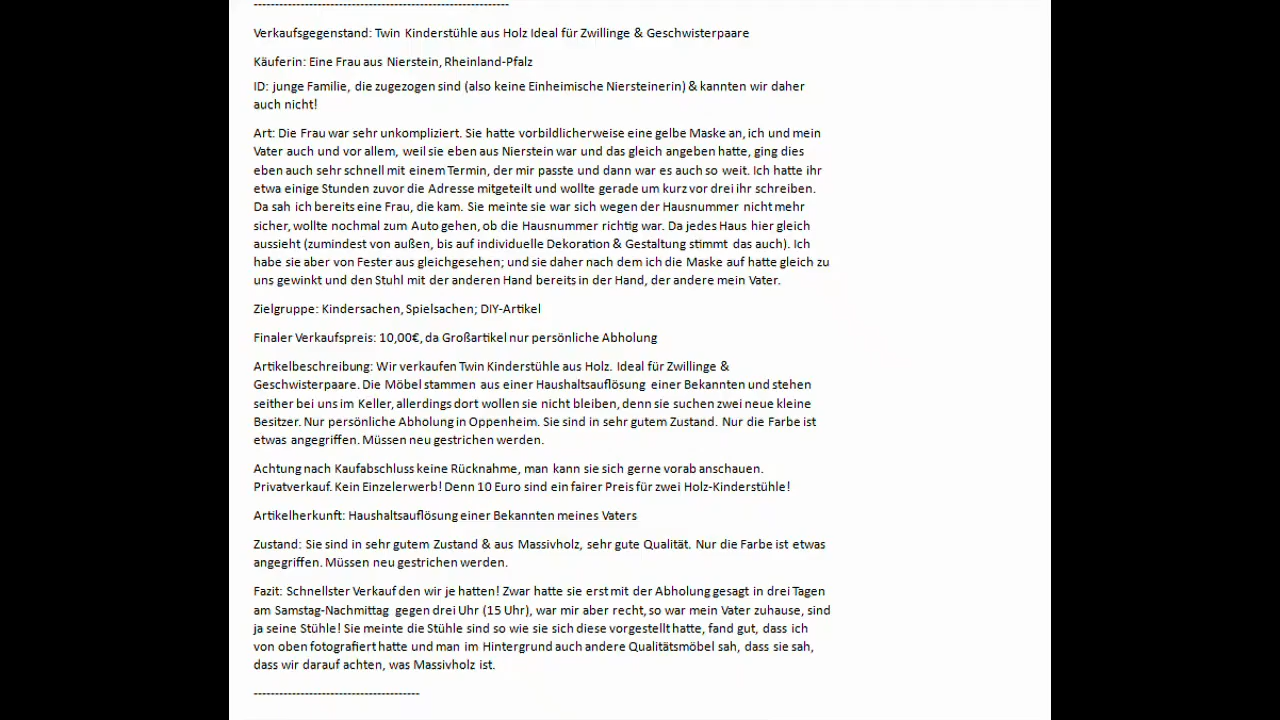 ------------------------------------------------------------
Verkaufsgegenstand: Twin Kinderstühle aus Holz Ideal für Zwillinge & Geschwisterpaare
Käuferin: Eine Frau aus Nierstein, Rheinland-Pfalz
ID: junge Familie, die zugezogen sind (also keine Einheimische Niersteinerin) & kannten wir daher
auch nicht!
Art: Die Frau war sehr unkompliziert. Sie hatte vorbildlicherweise eine gelbe Maske an, ich und mein
Vater auch und vor allem, weil sie eben aus Nierstein war und das gleich angeben hatte, ging dies
eben auch sehr schnell mit einem Termin, der mir passte und dann war es auch so weit. Ich hatte ihr
etwa einige Stunden zuvor die Adresse mitgeteilt und wollte gerade um kurz vor drei ihr schreiben.
Da sah ich bereits eine Frau, die kam. Sie meinte sie war sich wegen der Hausnummer nicht mehr
sicher, wollte nochmal zum Auto gehen, ob die Hausnummer richtig war. Da jedes Haus hier gleich
aussieht (zumindest von außen, bis auf individuelle Dekoration & Gestaltung stimmt das auch). Ich
habe sie aber von Fester aus gleichgesehen; und sie daher nach dem ich die Maske auf hatte gleich zu
uns gewinkt und den Stuhl mit der anderen Hand bereits in der Hand, der andere mein Vater.
Zielgruppe: Kindersachen, Spielsachen; DIY-Artikel
Finaler Verkaufspreis: 10,00€, da Großartikel nur persönliche Abholung
Artikelbeschreibung: Wir verkaufen Twin Kinderstühle aus Holz. Ideal für Zwillinge &
Geschwisterpaare. Die Möbel stammen aus einer Haushaltsauflösung einer Bekannten und stehen
seither bei uns im Keller, allerdings dort wollen sie nicht bleiben, denn sie suchen zwei neue kleine
Besitzer. Nur persönliche Abholung in Oppenheim. Sie sind in sehr gutem Zustand. Nur die Farbe ist
etwas angegriffen. Müssen neu gestrichen werden.
Achtung nach Kaufabschluss keine Rücknahme, man kann sie sich gerne vorab anschauen.
Privatverkauf. Kein Einzelerwerb! Denn 10 Euro sind ein fairer Preis für zwei Holz-Kinderstühle!
Artikelherkunft: Haushaltsauflösung einer Bekannten meines Vaters
Zustand: Sie sind in sehr gutem Zustand & aus Massivholz, sehr gute Qualität. Nur die Farbe ist etwas
angegriffen. Müssen neu gestrichen werden.
Fazit: Schnellster Verkauf den wir je hatten! Zwar hatte sie erst mit der Abholung gesagt in drei Tagen
am Samstag-Nachmittag gegen drei Uhr (15 Uhr), war mir aber recht, so war mein Vater zuhause, sind
ja seine Stühle! Sie meinte die Stühle sind so wie sie sich diese vorgestellt hatte, fand gut, dass ich
von oben fotografiert hatte und man im Hintergrund auch andere Qualitätsmöbel sah, dass sie sah,
dass wir darauf achten, was Massivholz ist.
---------------------------------------